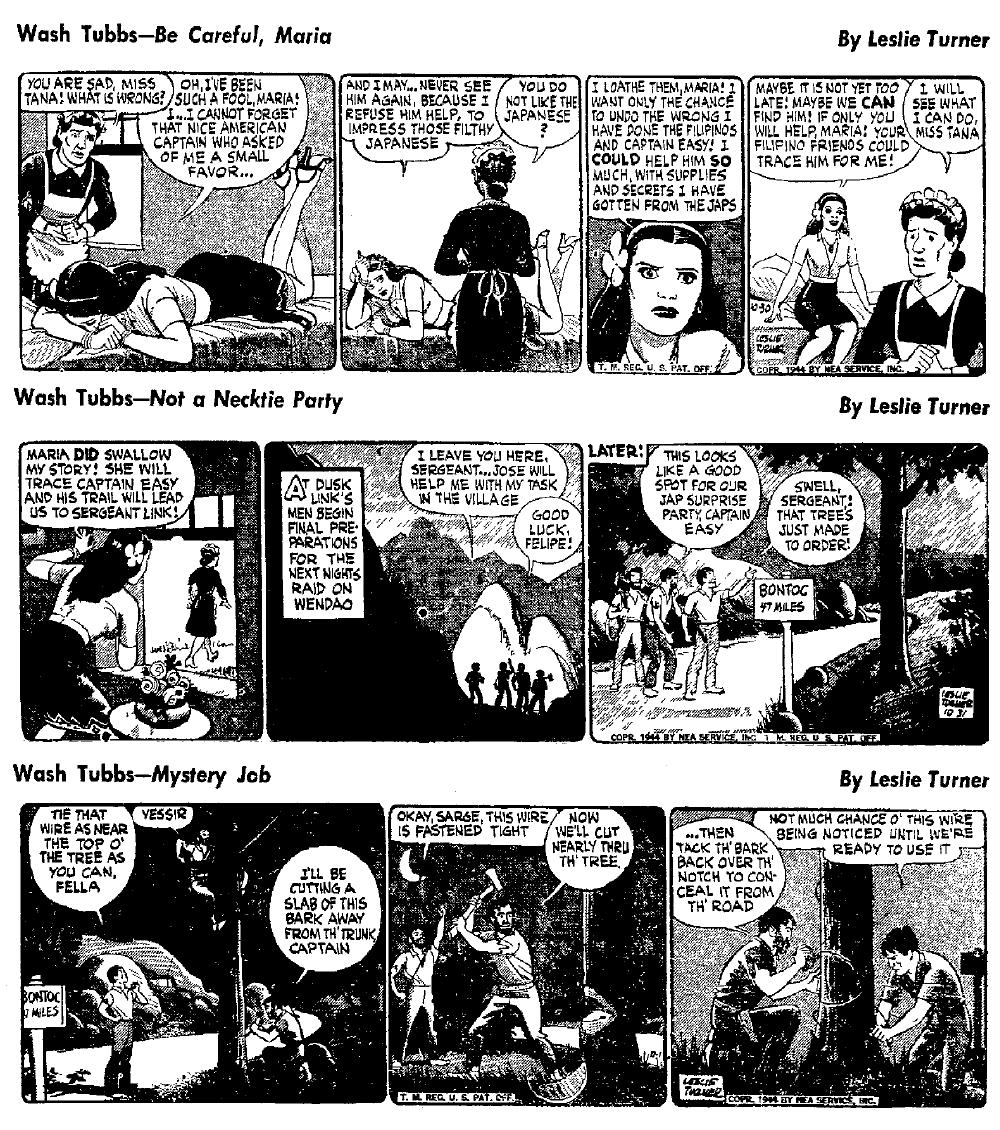 Wash Tubbs—Be Careful, Maria
By Leslie Turner
YOU ARE SAD, MISS
TANA! WHAT IS WRONG?
OH, I'VE BEEN
SUCH A FOOL, MARIA!
I...I CANNOT FORGET
THAT NICE AMERICAN
CAPTAIN WHO ASKED
OF ME A SMALL
FAVOR...
AND I MAY... NEVER SEE
HIM AGAIN, BECAUSE I
REFUSE HIM HELP, TO
IMPRESS THOSE FILTHY
JAPANESE
YOU DO
NOT LIKE THE
JAPANESE
?
I LOATHE THEM, MARIA! I
WANT ONLY THE CHANCE
TO UNDO THE WRONG I
HAVE DONE THE FILIPINOS
AND CAPTAIN EASY! I
COULD HELP HIM SO
MUCH, WITH SUPPLIES
AND SECRETS I HAVE
GOTTEN FROM THE JAPS
T. M. REG. U. S. PAT. OFF.
MAYBE IT IS NOT YET TOO
LATE! MAYBE WE CAN
FIND HIM! IF ONLY YOU
WILL HELP, MARIA! YOUR
FILIPINO FRIENDS COULD
TRACE HIM FOR ME!
I WILL
SEE WHAT
I CAN DO,
MISS TANA
10-30
LESLIE
TURNER
COPR. 1944 BY NEA SERVICE, INC.
Wash Tubbs—Not a Necktie Party
By Leslie Turner
MARIA DID SWALLOW
MY STORY! SHE WILL
TRACE CAPTAIN EASY
AND HIS TRAIL WILL LEAD
US TO SERGEANT LINK!
AT DUSK
LINK'S
MEN BEGIN
FINAL PRE-
PARATIONS
FOR THE
NEXT NIGHT'S
RAID ON
WENDAO
I LEAVE YOU HERE,
SERGEANT...JOSE WILL
HELP ME WITH MY TASK
IN THE VILLAGE
GOOD
LUCK,
FELIPE!
LATER!
THIS LOOKS
LIKE A GOOD
SPOT FOR OUR
JAP SURPRISE
PARTY, CAPTAIN
EASY
SWELL,
SERGEANT!
THAT TREE'S
JUST MADE
TO ORDER!
BONTOC
47 MILES
LESLIE
TURNER
10 31
COPR. 1944 BY NEA SERVICE, INC. T. M. REG. U. S. PAT. OFF.
Wash Tubbs—Mystery Job
By Leslie Turner
TIE THAT
WIRE AS NEAR
THE TOP O'
THE TREE AS
YOU CAN,
FELLA
YESSIR
I'LL BE
CUTTING A
SLAB OF THIS
BARK AWAY
FROM TH' TRUNK,
CAPTAIN
BONTOC
MILES
OKAY, SARGE, THIS WIRE
IS FASTENED TIGHT
NOW
WE'LL CUT
NEARLY THRU
TH' TREE,
T. M. REG. U. S. PAT. OFF.
...THEN
TACK TH' BARK
BACK OVER TH'
NOTCH TO CON-
CEAL IT FROM
TH' ROAD
NOT MUCH CHANCE O' THIS WIRE
BEING NOTICED UNTIL WE'RE
READY TO USE IT
LESLIE
TURNER
COPR. 1944 BY NEA SERVICE, INC.